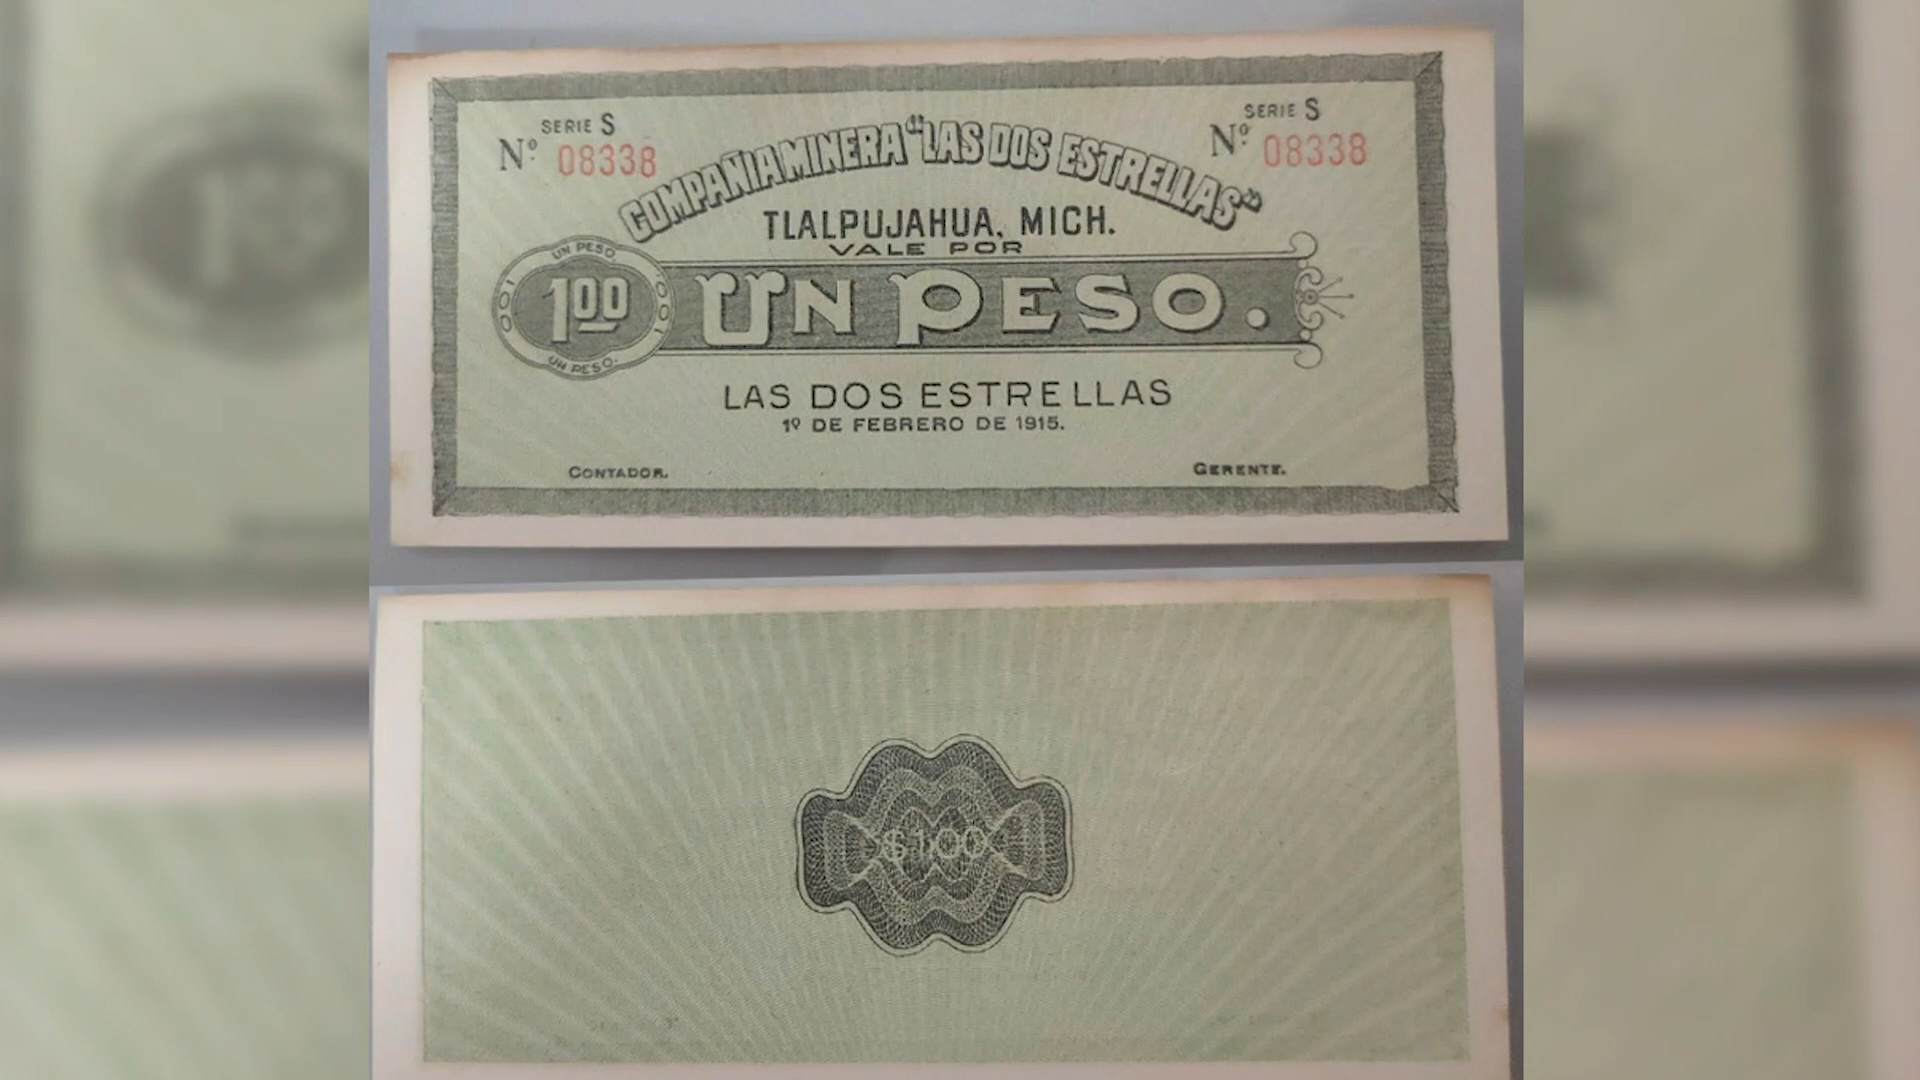 SERIE S
Nº 08338
SERIE S
Nº 08338
COMPAÑIA MINERA "LAS DOS ESTRELLAS"
TLALPUJAHUA, MICH.
VALE POR
UN PESO
100
1.00
100
UN PESO.
UN PESO.
LAS DOS ESTRELLAS
1º DE FEBRERO DE 1915.
CONTADOR.
GERENTE.
$1.00